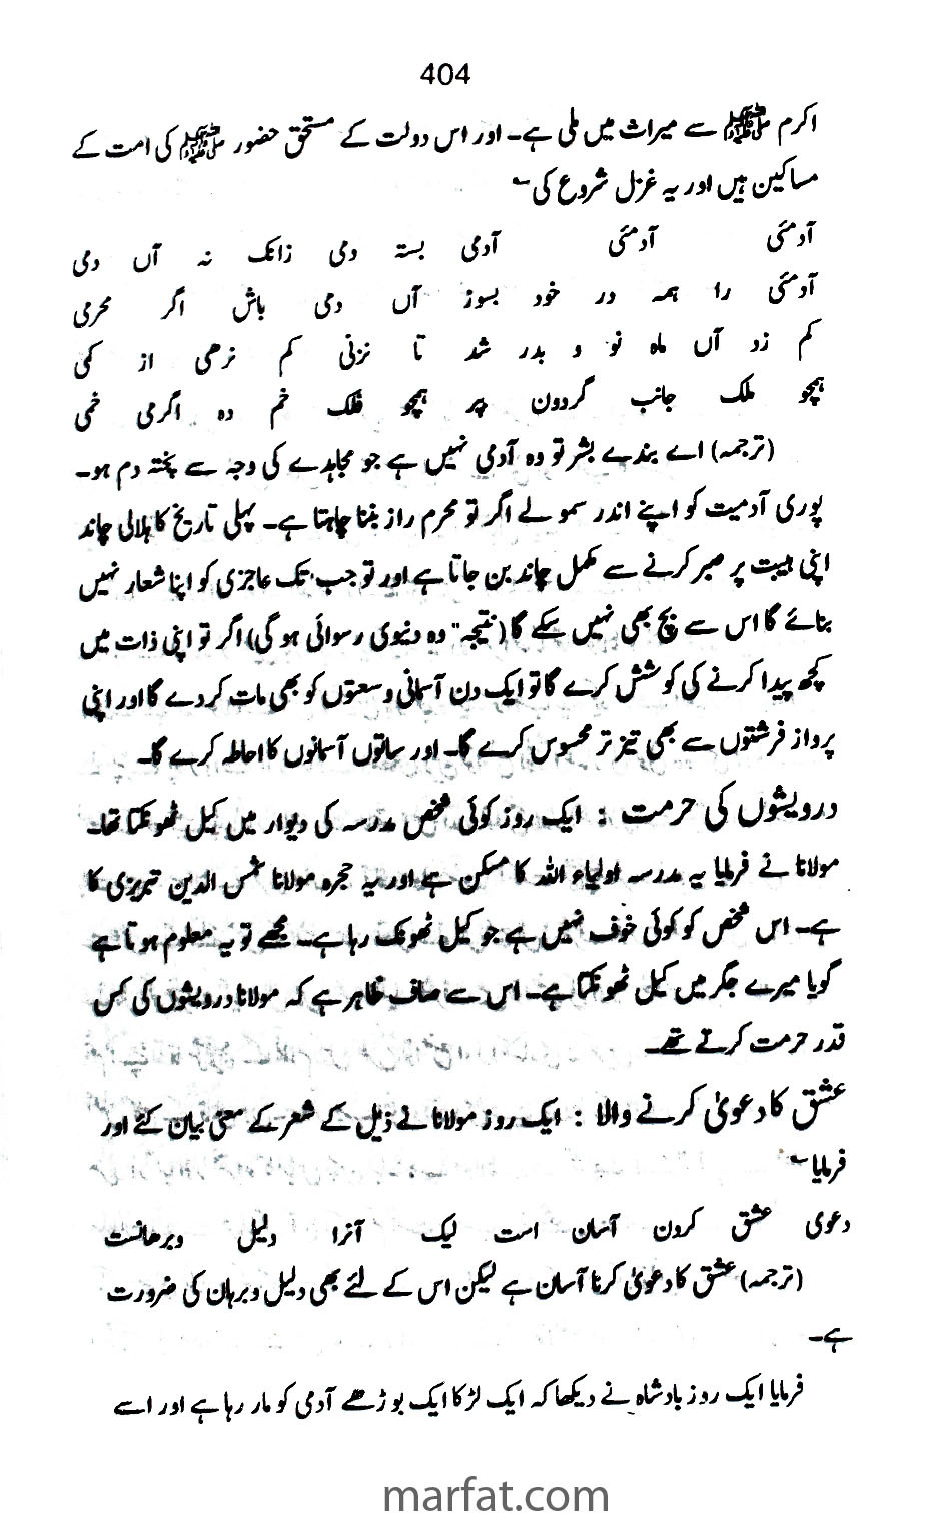 404
اکرم ﷺ سے میراث میں ملی ہے۔ اور اس دولت کے مستحق حضور ﷺ کی امت کے
مساکین ہیں اور یہ غزل شروع کی؎
آدمئی آدمئی آدمی بستہ دمی زانک نہ آں دمی
آدمئی را ہمہ در خود بسوز آں دمی باش اگر محرمی
کم زد آں ماہ نو و بدر شد تا نزنی کم نرھی از کمی
ہمچو ملک جانب گردون پر ہمچو فلک خم دہ اگرمی خمی
(ترجمہ) اے بندے بشر تو وہ آدمی نہیں ہے جو مجاہدے کی وجہ سے پختہ دم ہو۔
پوری آدمیت کو اپنے اندر سمو لے اگر تو محرم راز بننا چاہتا ہے۔ پہلی تاریخ کا ہلالی چاند
اپنی ہیبت پر صبر کرنے سے مکمل چاند بن جاتا ہے اور تو جب تک عاجزی کو اپنا شعار نہیں
بنائے گا اس سے بچ بھی نہیں سکے گا (نتیجہ" وہ دنیوی رسوائی ہو گی) اگر تو اپنی ذات میں
کچھ پیدا کرنے کی کوشش کرے گا تو ایک دن آسمانی وسعتوں کو بھی مات کر دے گا اور اپنی
پرواز فرشتوں سے بھی تیز تر محسوس کرے گا۔ اور ساتوں آسمانوں کا احاطہ کرے گا۔
درویشوں کی حرمت : ایک روز کوئی شخص مدرسہ کی دیوار میں کیل ٹھونکتا تھا۔
مولانا نے فرمایا یہ مدرسہ اولیاء اللہ کا مسکن ہے اور یہ حجرہ مولانا شمس الدین تبریزی کا
ہے۔ اس شخص کو کوئی خوف نہیں ہے جو کیل ٹھونک رہا ہے۔ مجھے تو یہ معلوم ہوتا ہے
گویا میرے جگر میں کیل ٹھونکتا ہے۔ اس سے صاف ظاہر ہے کہ مولانا درویشوں کی کس
قدر حرمت کرتے تھے۔
عشق کا دعویٰ کرنے والا : ایک روز مولانا نے ذیل کے شعر کے معنی بیان کئے اور
فرمایا؎
دعوی عشق کردن آسان است لیک آنرا دلیل وبرھانست
(ترجمہ) عشق کا دعویٰ کرنا آسان ہے لیکن اس کے لئے بھی دلیل و برہان کی ضرورت
ہے۔
فرمایا ایک روز بادشاہ نے دیکھا کہ ایک لڑکا ایک بوڑھے آدمی کو مار رہا ہے اور اسے
marfat.com